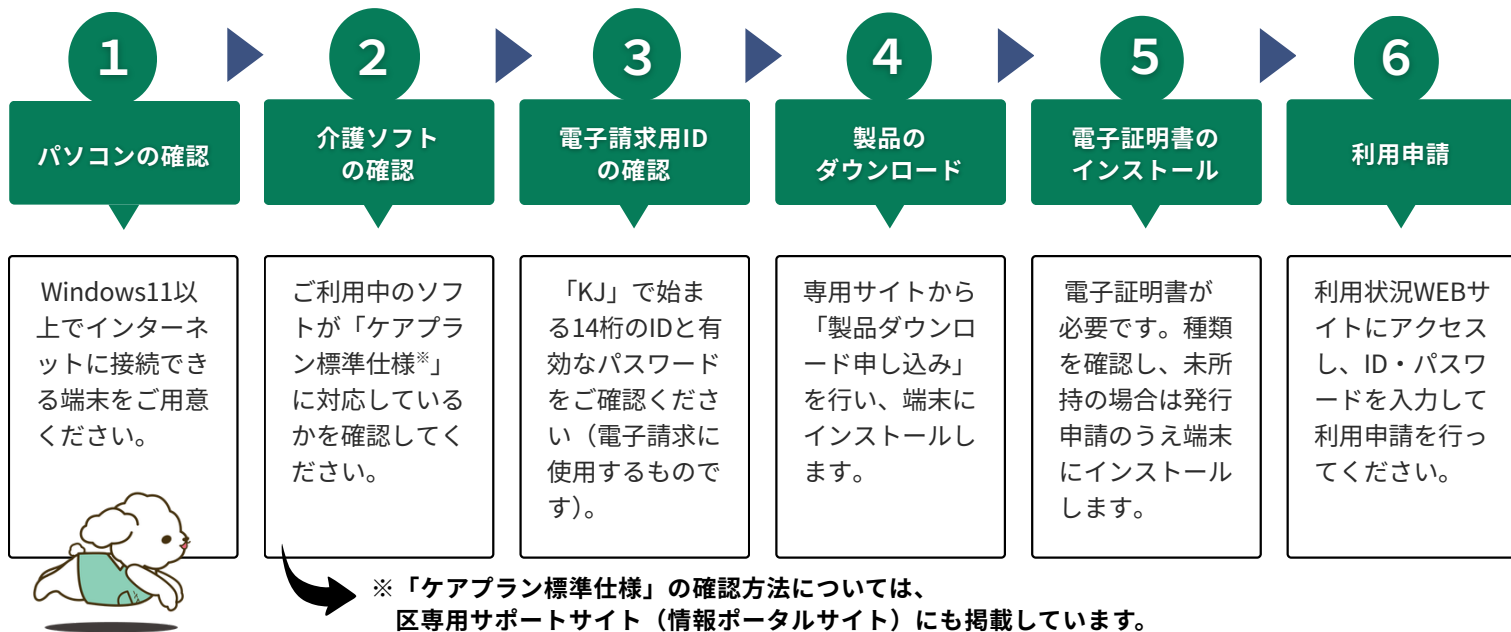 1
パソコンの確認
Windows11以
上でインターネ
ットに接続でき
る端末をご用意
ください。
2
介護ソフト
の確認
ご利用中のソフ
トが「ケアプラ
ン標準仕様※」
に対応している
かを確認してく
ださい。
3
電子請求用ID
の確認
「KJ」で始ま
る14桁のIDと有
効なパスワード
をご確認くださ
い（電子請求に
使用するもので
す）。
4
製品の
ダウンロード
専用サイトから
「製品ダウンロ
ード申し込み」
を行い、端末に
インストールし
ます。
5
電子証明書の
インストール
電子証明書が
必要です。種類
を確認し、未所
持の場合は発行
申請のうえ端末
にインストール
します。
6
利用申請
利用状況WEBサ
イトにアクセス
し、ID・パスワ
ードを入力して
利用申請を行っ
てください。
※「ケアプラン標準仕様」の確認方法については、
区専用サポートサイト（情報ポータルサイト）にも掲載しています。